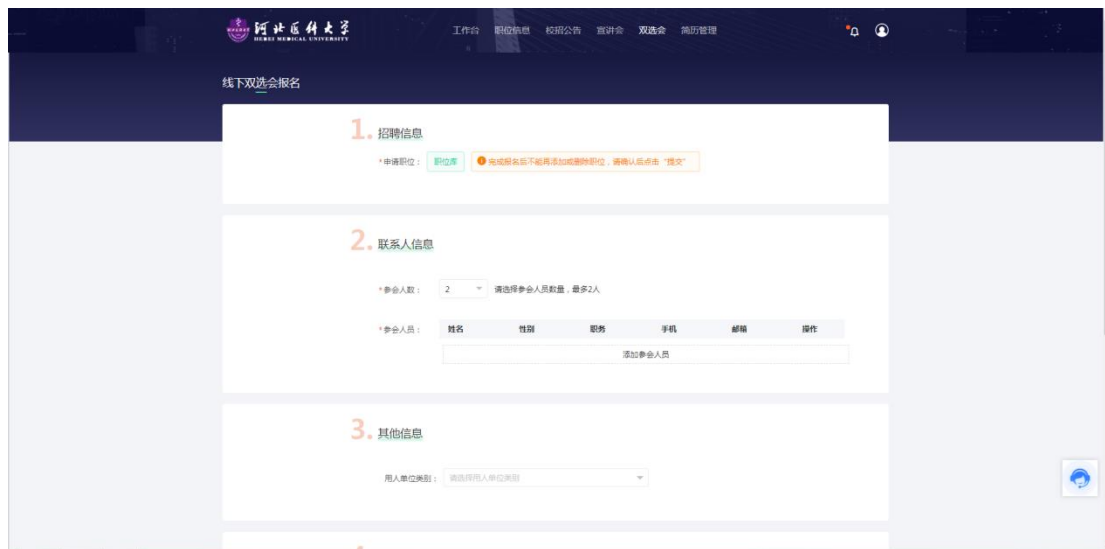 河北医科大学
HEBEI MEDICAL UNIVERSITY
工作台 职位信息 校招公告 宣讲会 双选会 简历管理
线下双选会报名
1. 招聘信息
*申请职位： 职位库 完成报名后不能再添加或删除职位，请确认后点击“提交”
2. 联系人信息
*参会人数： 2 请选择参会人员数量，最多2人
*参会人员： 姓名 性别 职务 手机 邮箱 操作
添加参会人员
3. 其他信息
用人单位类别： 请选择用人单位类别